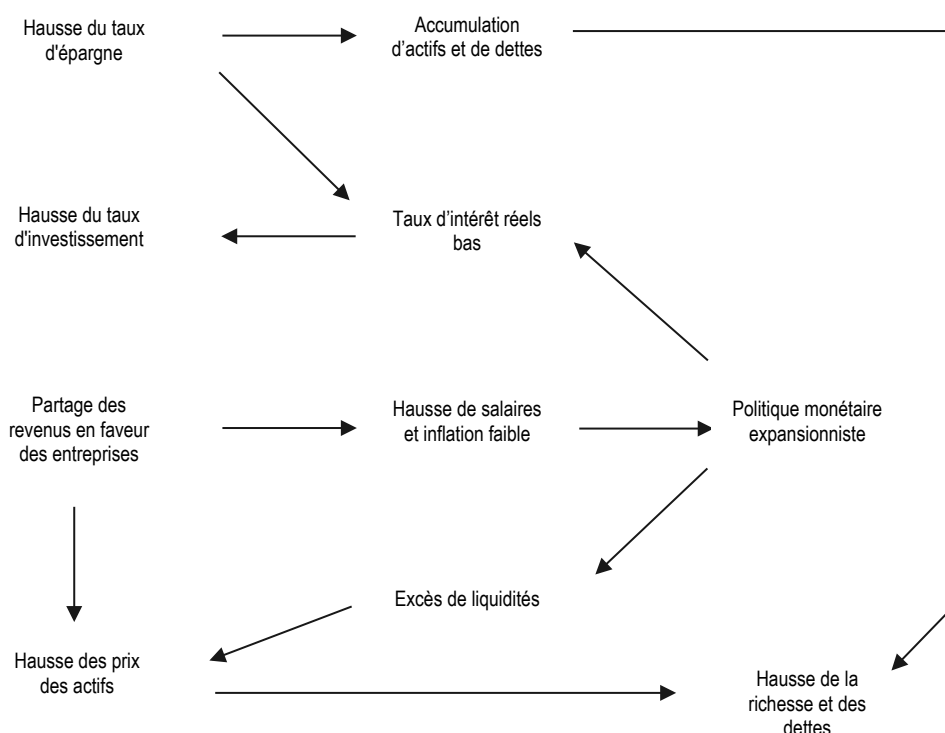 Hausse du taux
d'épargne
Accumulation
d’actifs et de dettes
Hausse du taux
d'investissement
Taux d’intérêt réels
bas
Partage des
revenus en faveur
des entreprises
Hausse de salaires
et inflation faible
Politique monétaire
expansionniste
Excès de liquidités
Hausse des prix
des actifs
Hausse de la
richesse et des
dettes